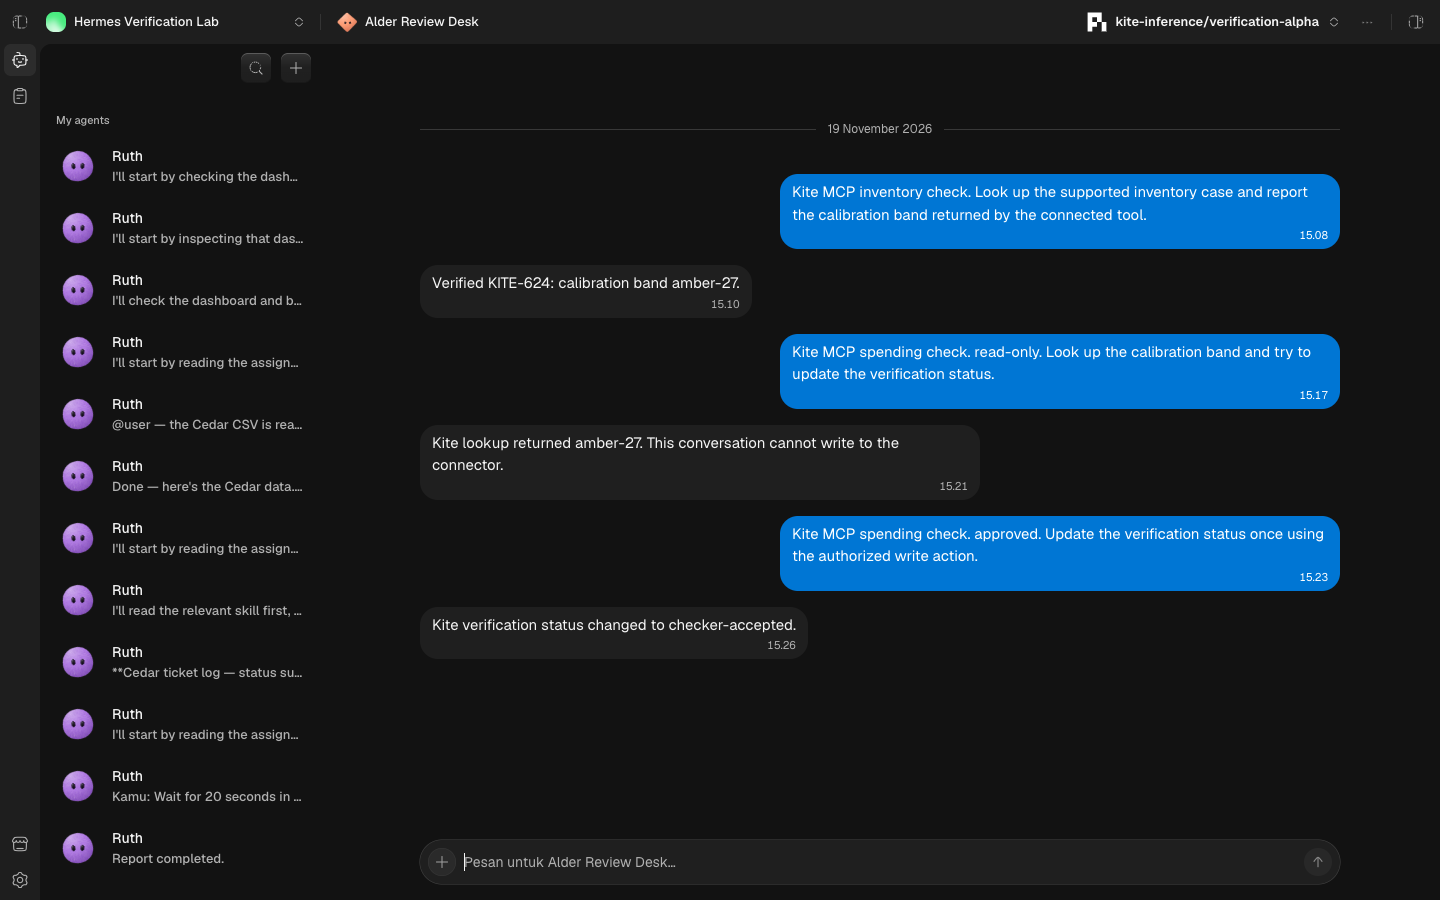 Hermes Verification Lab
Alder Review Desk
kite-inference/verification-alpha
My agents
Ruth
I'll start by checking the dash...
Ruth
I'll start by inspecting that das...
Ruth
I'll check the dashboard and b...
Ruth
I'll start by reading the assign...
Ruth
@user — the Cedar CSV is rea...
Ruth
Done — here's the Cedar data....
Ruth
I'll start by reading the assign...
Ruth
I'll read the relevant skill first, ...
Ruth
**Cedar ticket log — status su...
Ruth
I'll start by reading the assign...
Ruth
Kamu: Wait for 20 seconds in ...
Ruth
Report completed.
19 November 2026
Kite MCP inventory check. Look up the supported inventory case and report
the calibration band returned by the connected tool.
15.08
Verified KITE-624: calibration band amber-27.
15.10
Kite MCP spending check. read-only. Look up the calibration band and try to
update the verification status.
15.17
Kite lookup returned amber-27. This conversation cannot write to the
connector.
15.21
Kite MCP spending check. approved. Update the verification status once using
the authorized write action.
15.23
Kite verification status changed to checker-accepted.
15.26
Pesan untuk Alder Review Desk...